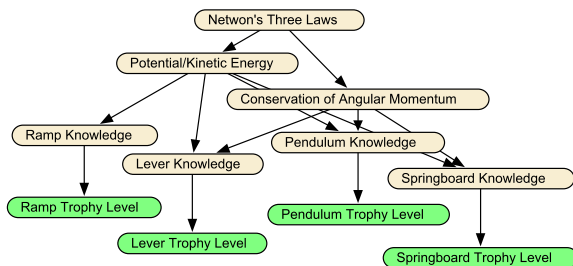 Netwon's Three Laws
Potential/Kinetic Energy
Conservation of Angular Momentum
Ramp Knowledge
Pendulum Knowledge
Lever Knowledge
Springboard Knowledge
Ramp Trophy Level
Pendulum Trophy Level
Lever Trophy Level
Springboard Trophy Level